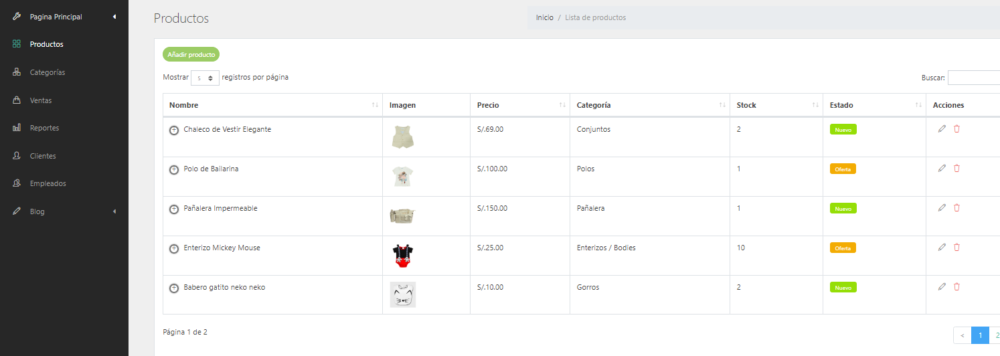 Pagina Principal
Productos
Categorías
Ventas
Reportes
Clientes
Empleados
Blog
Productos
Inicio / Lista de productos
Añadir producto
Mostrar 5 registros por página
Buscar:
Nombre Imagen Precio Categoría Stock Estado Acciones
Chaleco de Vestir Elegante S/.69.00 Conjuntos 2 Nuevo
Polo de Bailarina S/.100.00 Polos 1 Oferta
Pañalera Impermeable S/.150.00 Pañalera 1 Nuevo
Enterizo Mickey Mouse S/.25.00 Enterizos / Bodies 10 Oferta
Babero gatito neko neko S/.10.00 Gorros 2 Nuevo
Página 1 de 2
< 1 2